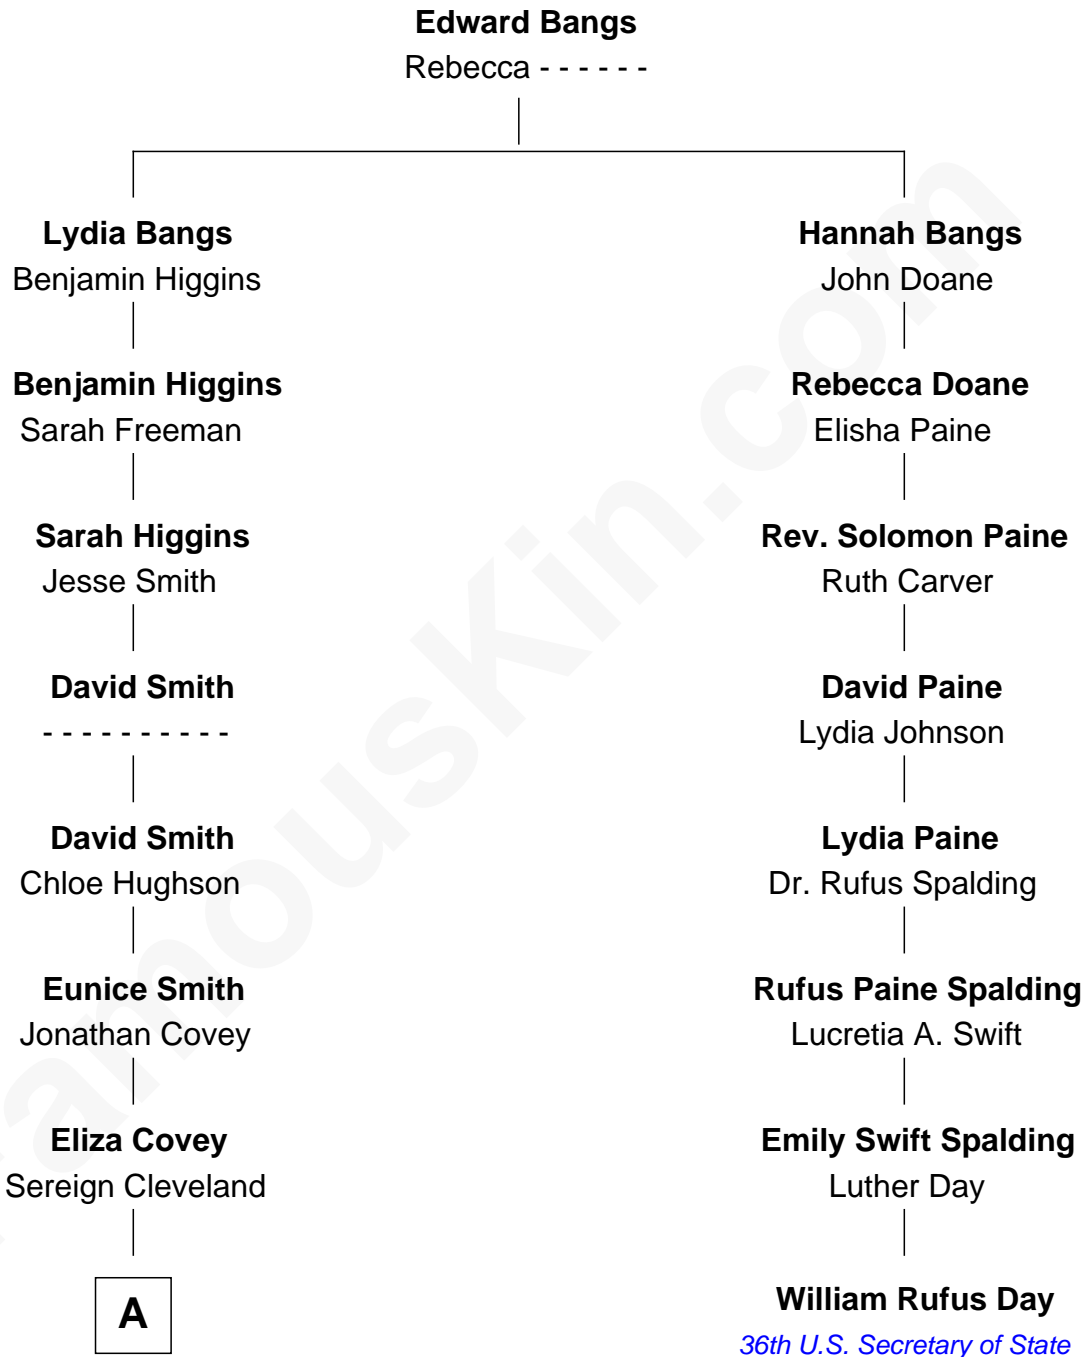 Edward Bangs
Rebecca - - - - - -
Lydia Bangs
Benjamin Higgins
Hannah Bangs
John Doane
Benjamin Higgins
Sarah Freeman
Rebecca Doane
Elisha Paine
Sarah Higgins
Jesse Smith
Rev. Solomon Paine
Ruth Carver
David Smith
- - - - - - - - - -
David Paine
Lydia Johnson
David Smith
Chloe Hughson
Lydia Paine
Dr. Rufus Spalding
Eunice Smith
Jonathan Covey
Rufus Paine Spalding
Lucretia A. Swift
Eliza Covey
Sereign Cleveland
Emily Swift Spalding
Luther Day
A
William Rufus Day
36th U.S. Secretary of State
FamousKin.com